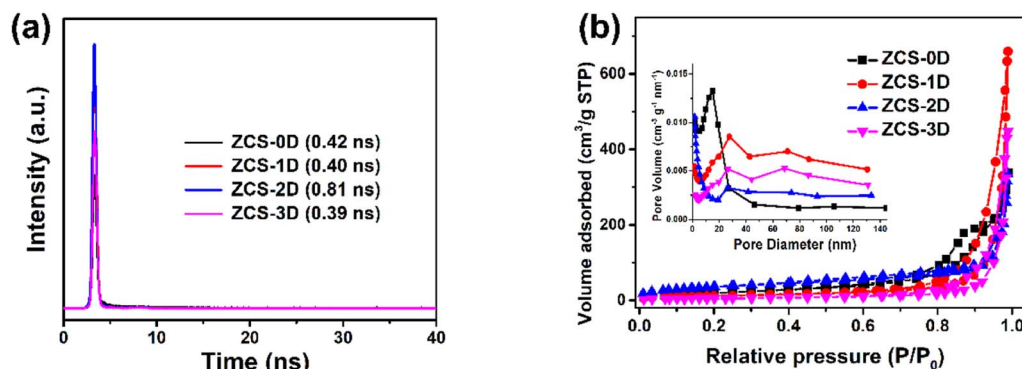 (a)
Intensity (a.u.)
ZCS-0D (0.42 ns)
ZCS-1D (0.40 ns)
ZCS-2D (0.81 ns)
ZCS-3D (0.39 ns)
0 10 20 30 40
Time (ns)
(b)
Volume adsorbed (cm³/g STP)
600
400
200
0
ZCS-0D
ZCS-1D
ZCS-2D
ZCS-3D
Pore Volume (cm³ g⁻¹ nm⁻¹)
0.015
0.010
0.005
0.000
0 20 40 60 80 100 120 140
Pore Diameter (nm)
0.0 0.2 0.4 0.6 0.8 1.0
Relative pressure (P/P₀)